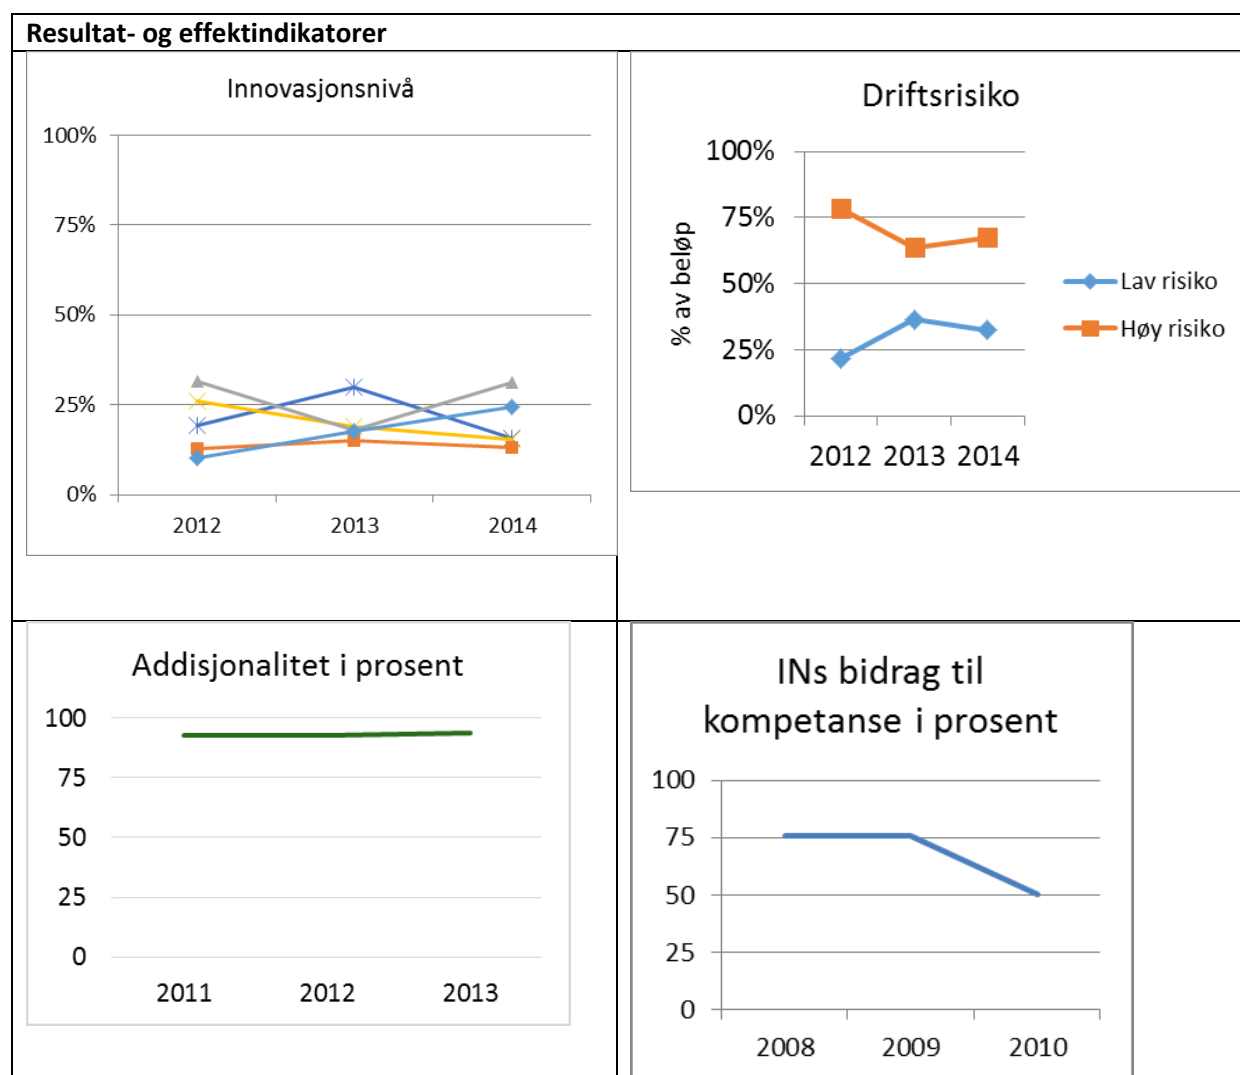 Resultat- og effektindikatorer
Innovasjonsnivå
100%
75%
50%
25%
0%
2012 2013 2014
Driftsrisiko
% av beløp
100%
75%
50%
25%
0%
2012 2013 2014
Lav risiko
Høy risiko
Addisjonalitet i prosent
100
75
50
25
0
2011 2012 2013
INs bidrag til
kompetanse i prosent
100
75
50
25
0
2008 2009 2010